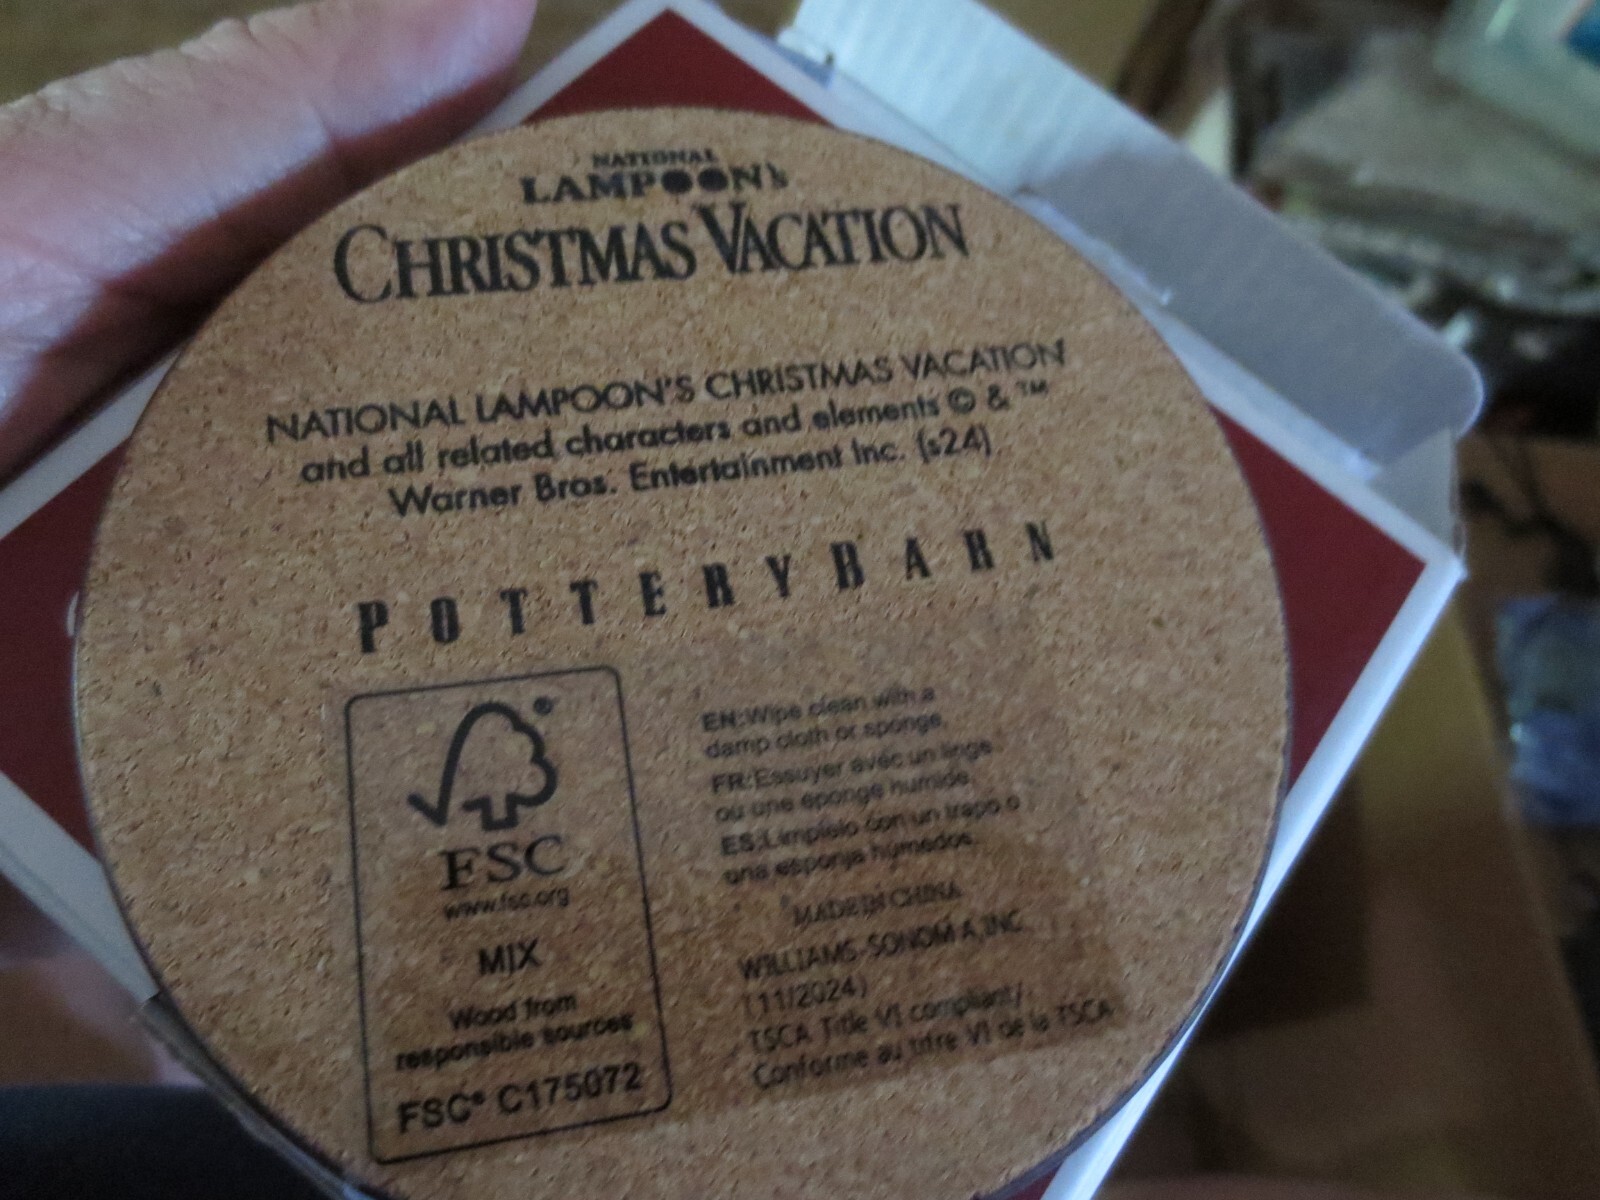 NATIONAL
LAMPOON'S
CHRISTMAS VACATION
NATIONAL LAMPOON'S CHRISTMAS VACATION
and all related characters and elements © & ™
Warner Bros. Entertainment Inc. (s24)
POTTERYBARN
®
FSC
www.fsc.org
MIX
Wood from
responsible sources
FSC® C175072
EN:Wipe clean with a
damp cloth or sponge.
FR:Essuyer avec un linge
ou une éponge humide.
ES:Límpielo con un trapo o
una esponja húmedos.
MADE IN CHINA
WILLIAMS-SONOMA,INC.
(11/2024)
TSCA Title VI compliant/
Conforme au titre VI de la TSCA